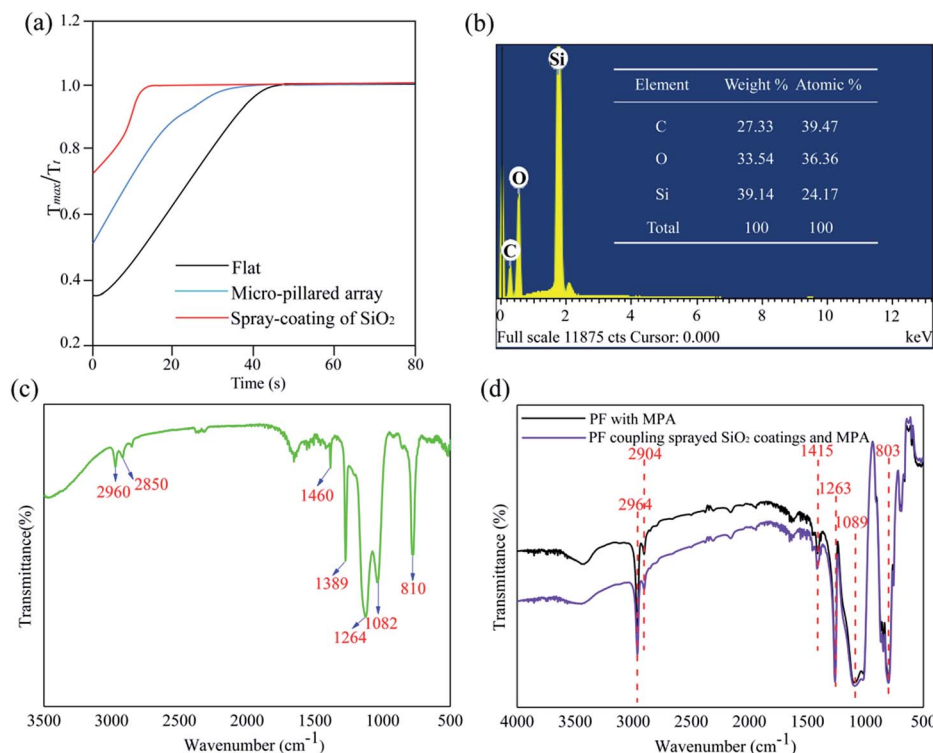 (a)
1.2
1.0
0.8
0.6
0.4
0.2
Tmax/Tt
Flat
Micro-pillared array
Spray-coating of SiO2
0 20 40 60 80
Time (s)
(b)
Si
O
C
Element Weight % Atomic %
C 27.33 39.47
O 33.54 36.36
Si 39.14 24.17
Total 100 100
0 2 4 6 8 10 12
Full scale 11875 cts Cursor: 0.000 keV
(c)
Transmittance(%)
2960 2850
1460
1389
1264 1082
810
3500 3000 2500 2000 1500 1000 500
Wavenumber (cm-1)
(d)
PF with MPA
PF coupling sprayed SiO2 coatings and MPA
2904
2964
1415
1263
1089
803
Transmittance (%)
4000 3500 3000 2500 2000 1500 1000 500
Wavenumber (cm-1)